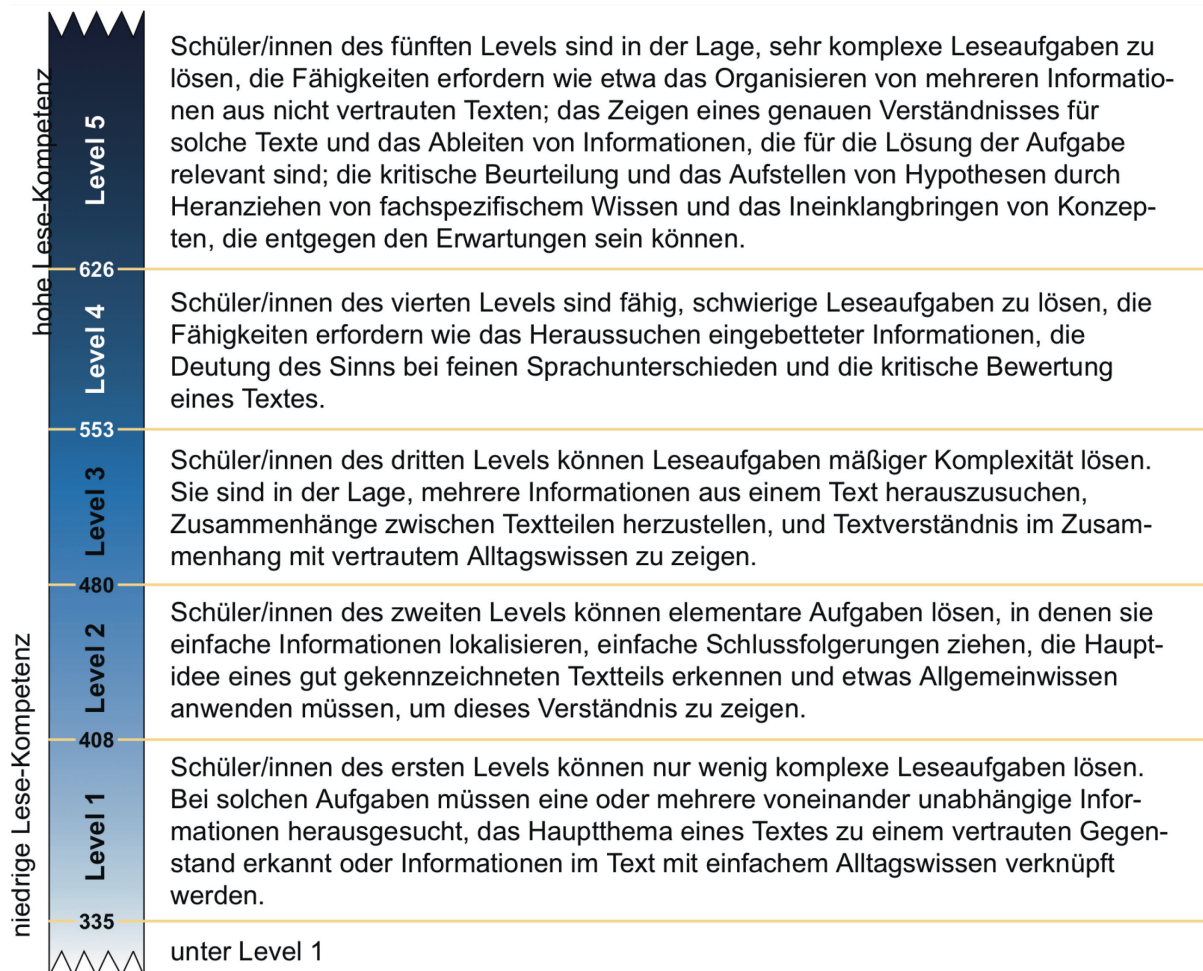 hohe Lese-Kompetenz
niedrige Lese-Kompetenz
Level 5
Schüler/innen des fünften Levels sind in der Lage, sehr komplexe Leseaufgaben zu
lösen, die Fähigkeiten erfordern wie etwa das Organisieren von mehreren Informatio-
nen aus nicht vertrauten Texten; das Zeigen eines genauen Verständnisses für
solche Texte und das Ableiten von Informationen, die für die Lösung der Aufgabe
relevant sind; die kritische Beurteilung und das Aufstellen von Hypothesen durch
Heranziehen von fachspezifischem Wissen und das Ineinklangbringen von Konzep-
ten, die entgegen den Erwartungen sein können.
626
Level 4
Schüler/innen des vierten Levels sind fähig, schwierige Leseaufgaben zu lösen, die
Fähigkeiten erfordern wie das Heraussuchen eingebetteter Informationen, die
Deutung des Sinns bei feinen Sprachunterschieden und die kritische Bewertung
eines Textes.
553
Level 3
Schüler/innen des dritten Levels können Leseaufgaben mäßiger Komplexität lösen.
Sie sind in der Lage, mehrere Informationen aus einem Text herauszusuchen,
Zusammenhänge zwischen Textteilen herzustellen, und Textverständnis im Zusam-
menhang mit vertrautem Alltagswissen zu zeigen.
480
Level 2
Schüler/innen des zweiten Levels können elementare Aufgaben lösen, in denen sie
einfache Informationen lokalisieren, einfache Schlussfolgerungen ziehen, die Haupt-
idee eines gut gekennzeichneten Textteils erkennen und etwas Allgemeinwissen
anwenden müssen, um dieses Verständnis zu zeigen.
408
Level 1
Schüler/innen des ersten Levels können nur wenig komplexe Leseaufgaben lösen.
Bei solchen Aufgaben müssen eine oder mehrere voneinander unabhängige Infor-
mationen herausgesucht, das Hauptthema eines Textes zu einem vertrauten Gegen-
stand erkannt oder Informationen im Text mit einfachem Alltagswissen verknüpft
werden.
335
unter Level 1